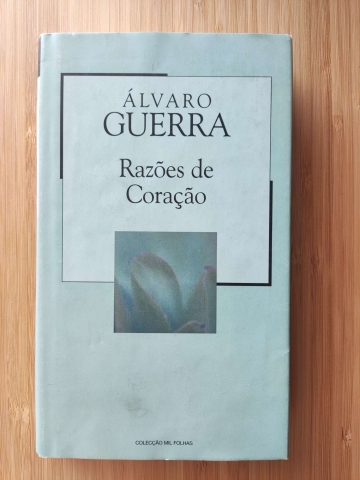 ÁLVARO
GUERRA
Razões de
Coração
COLECÇÃO MIL FOLHAS